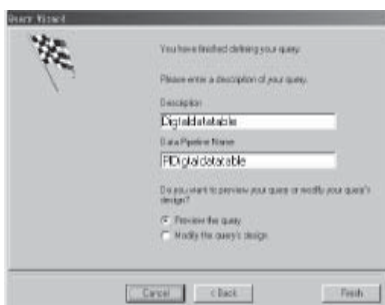 Query Wizard
You have finished defining your query.
Please enter a description of your query.
Description
Digtaldatatable
Data Pipeline Name
PlDigtaldatatable
Do you want to preview your query or modify your query's
design?
Preview the query
Modify the query's design
Cancel
< Back
Finish